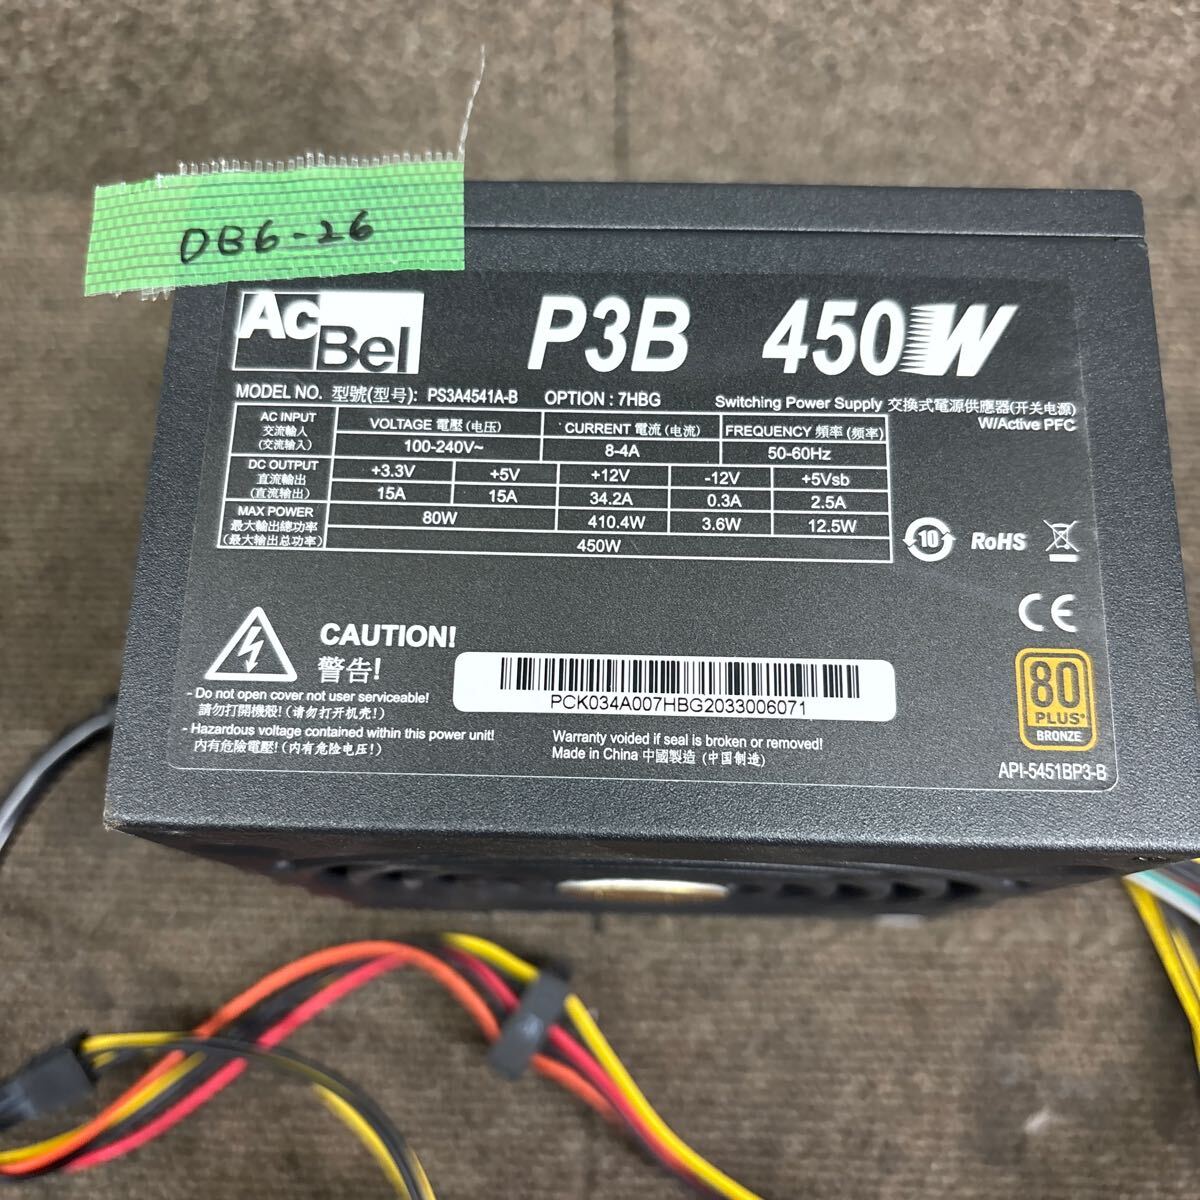 DB6-26
AcBel
P3B 450W
MODEL NO. 型號(型号): PS3A4541A-B OPTION : 7HBG
Switching Power Supply 交換式電源供應器(开关电源)
W/Active PFC
AC INPUT 交流輸入 (交流输入) VOLTAGE 電壓(电压) CURRENT 電流(电流) FREQUENCY 頻率(频率)
100-240V~ 8-4A 50-60Hz
DC OUTPUT 直流輸出 (直流输出) +3.3V +5V +12V -12V +5Vsb
15A 15A 34.2A 0.3A 2.5A
MAX POWER 最大輸出總功率 (最大输出总功率) 80W 410.4W 3.6W 12.5W
450W
10 RoHS
CE
CAUTION!
警告!
- Do not open cover not user serviceable!
請勿打開機殼!(请勿打开机壳!)
- Hazardous voltage contained within this power unit!
內有危險電壓!(内有危险电压!)
PCK034A007HBG2033006071
Warranty voided if seal is broken or removed!
Made in China 中國製造 (中国制造)
80
PLUS
BRONZE
API-5451BP3-B